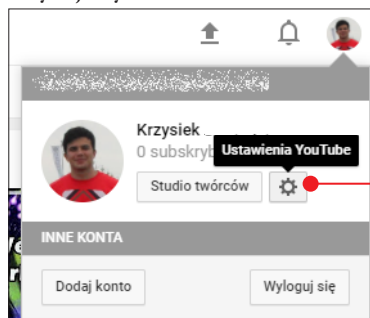 Krzysiek
0 subskryb
Ustawienia YouTube
Studio twórców
INNE KONTA
Dodaj konto
Wyloguj się